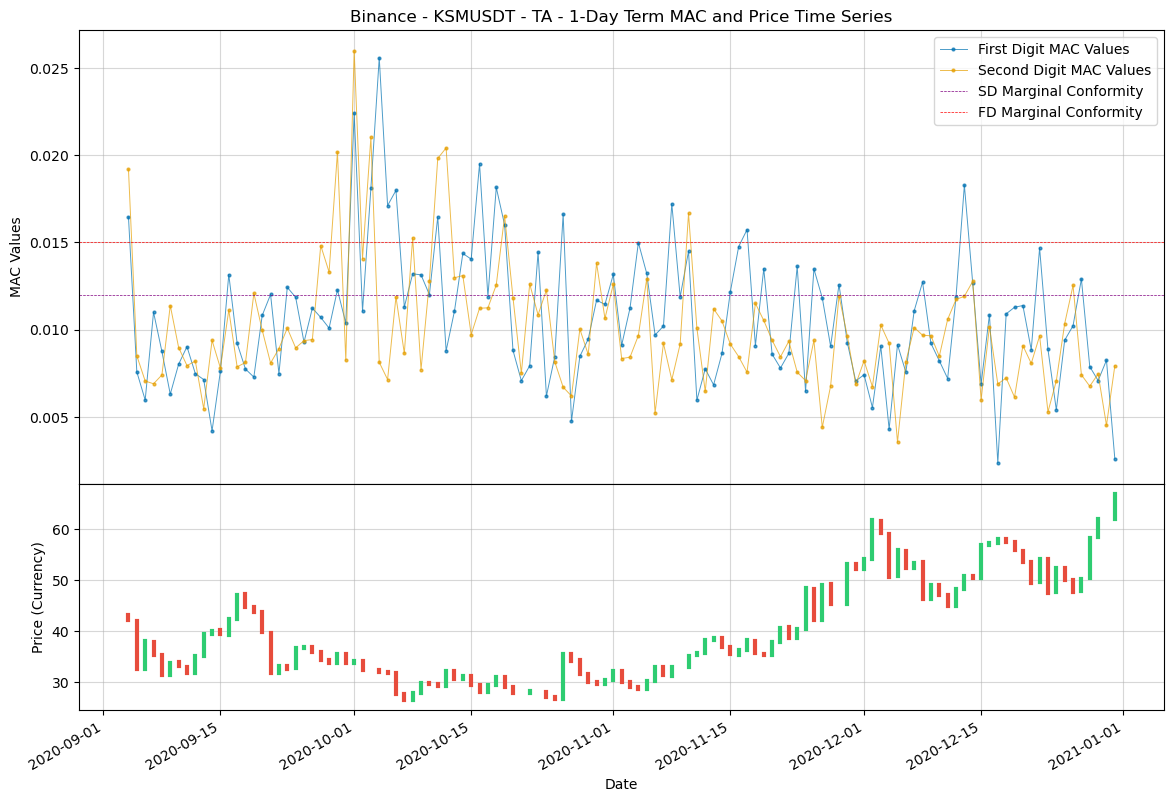 Binance - KSMUSDT - TA - 1-Day Term MAC and Price Time Series
First Digit MAC Values
Second Digit MAC Values
SD Marginal Conformity
FD Marginal Conformity
MAC Values
0.025
0.020
0.015
0.010
0.005
Price (Currency)
60
50
40
30
2020-09-01
2020-09-15
2020-10-01
2020-10-15
2020-11-01
2020-11-15
2020-12-01
2020-12-15
2021-01-01
Date